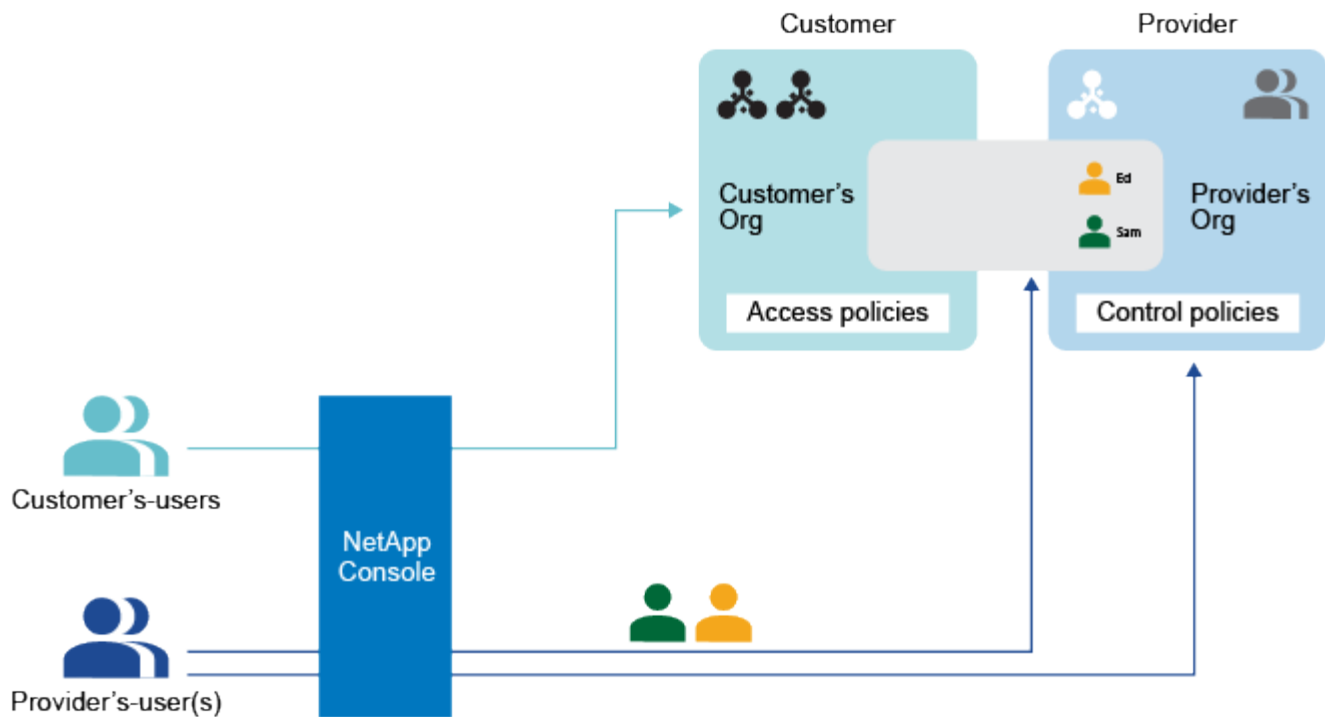 Customer
Provider
Ed
Customer's
Org
Provider's
Org
Sam
Access policies
Control policies
Customer's-users
NetApp
Console
Provider's-user(s)